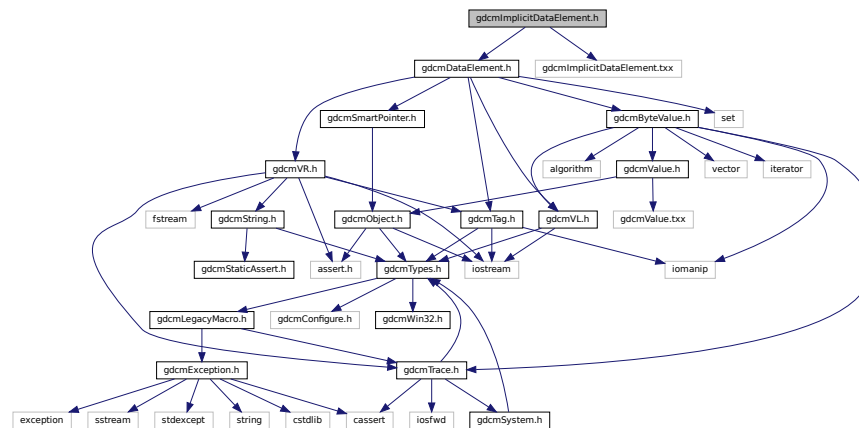 gdcmImplicitDataElement.h
gdcmDataElement.h
gdcmImplicitDataElement.txx
gdcmSmartPointer.h
gdcmByteValue.h
set
gdcmVR.h
algorithm
gdcmValue.h
vector
iterator
fstream
gdcmString.h
gdcmObject.h
gdcmTag.h
gdcmVL.h
gdcmValue.txx
gdcmStaticAssert.h
assert.h
gdcmTypes.h
iostream
iomanip
gdcmLegacyMacro.h
gdcmConfigure.h
gdcmWin32.h
gdcmException.h
gdcmTrace.h
exception
sstream
stdexcept
string
cstdlib
cassert
iosfwd
gdcmSystem.h